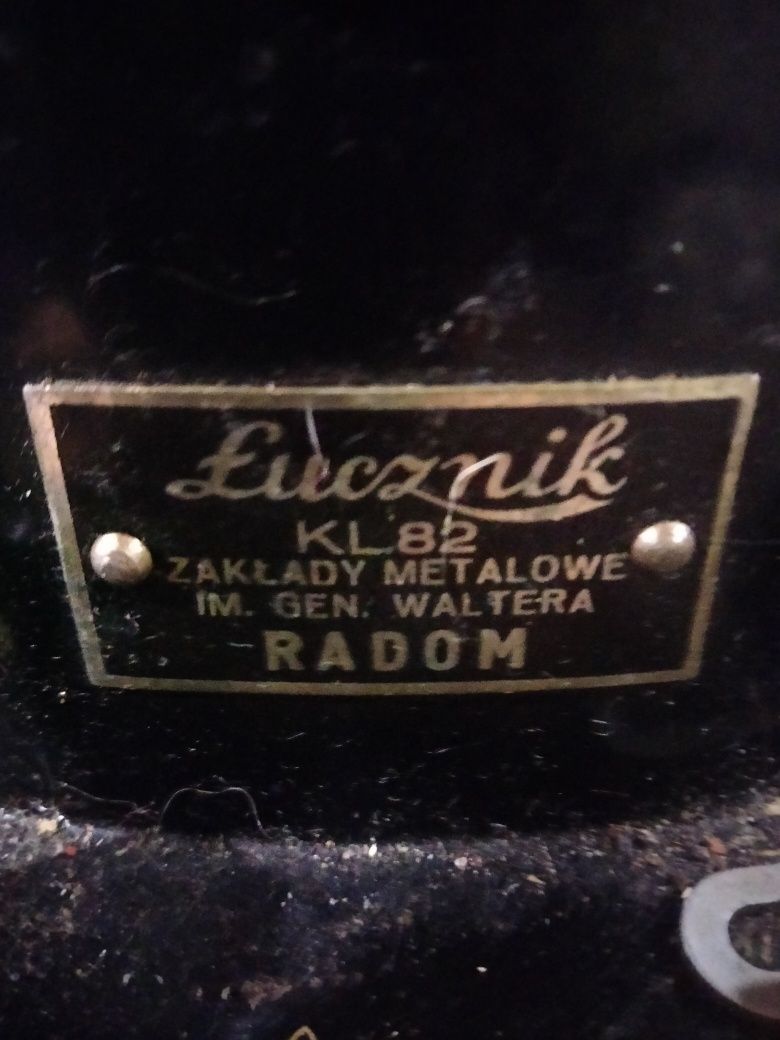 Łucznik
KL82
ZAKŁADY METALOWE
IM. GEN. WALTERA
RADOM